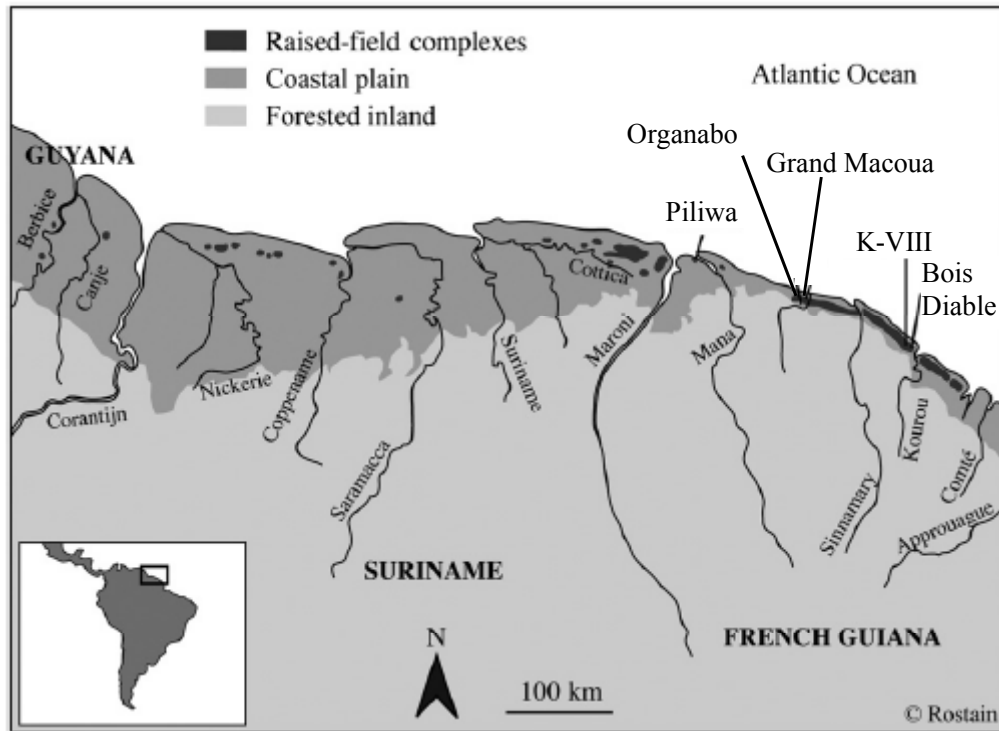 Raised-field complexes
Coastal plain
Forested inland
Atlantic Ocean
Organabo
Grand Macoua
GUYANA
Piliwa
K-VIII
Bois
Diable
Berbice
Canje
Cottica
Corantijn
Nickerie
Coppename
Saramacca
Suriname
Maroni
Mana
Sinnamary
Kourou
Comté
Approuague
SURINAME
FRENCH GUIANA
N
100 km
© Rostain